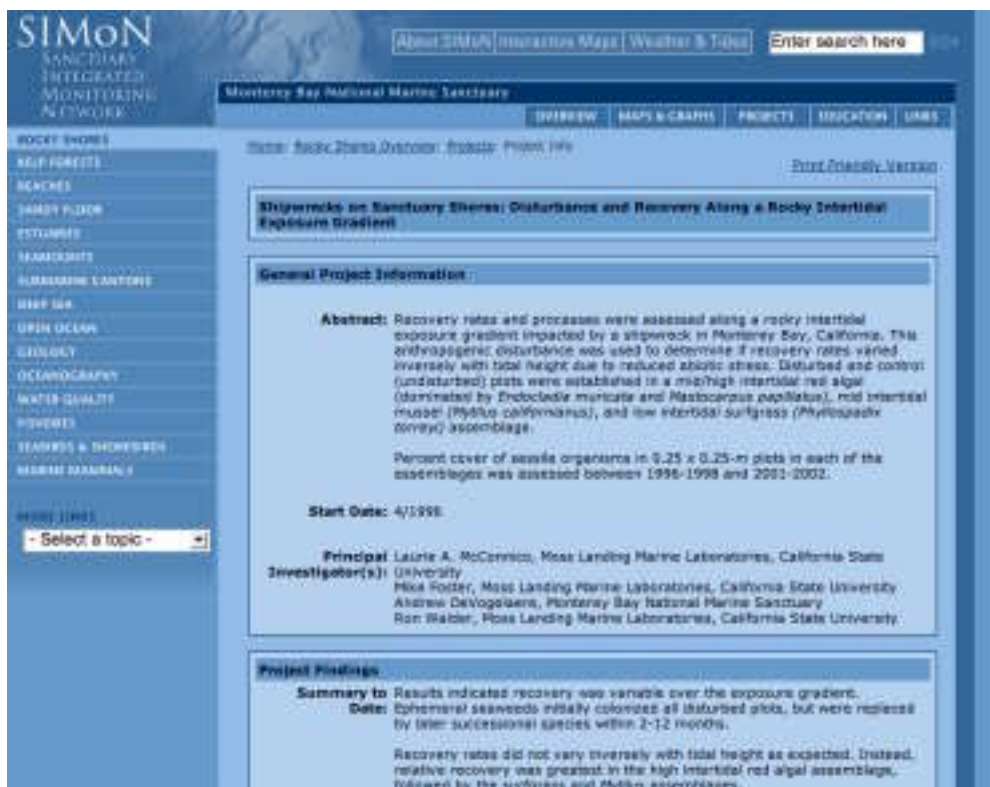 SIMoN
SANCTUARY
INTEGRATED
MONITORING
NETWORK
About SIMoN Interactive Maps Weather & Tides
Enter search here
Monterey Bay National Marine Sanctuary
OVERVIEW MAPS & GRAPHS PROJECTS EDUCATION LINKS
ROCKY SHORES
KELP FORESTS
BEACHES
SANDY FLOOR
ESTUARIES
SEAMOUNTS
SUBMARINE CANYONS
DEEP SEA
OPEN OCEAN
GEOLOGY
OCEANOGRAPHY
WATER QUALITY
FISHERIES
SEABIRDS & SHOREBIRDS
MARINE MAMMALS
MORE LINKS
- Select a topic -
Home Rocky Shores Overview Projects Project Info
Print Friendly Version
Shipwrecks on Sanctuary Shores: Disturbance and Recovery Along a Rocky Intertidal
Exposure Gradient
General Project Information
Abstract: Recovery rates and processes were assessed along a rocky intertidal
exposure gradient impacted by a shipwreck in Monterey Bay, California. This
anthropogenic disturbance was used to determine if recovery rates varied
inversely with tidal height due to reduced abiotic stress. Disturbed and control
(undisturbed) plots were established in a mid/high intertidal red algal
(dominated by Endocladia muricata and Mastocarpus papillatus), mid intertidal
mussel (Mytilus californianus), and low intertidal surfgrass (Phyllospadix
torreyi) assemblage.
Percent cover of sessile organisms in 0.25 x 0.25-m plots in each of the
assemblages was assessed between 1996-1998 and 2001-2002.
Start Date: 4/1996
Principal Investigator(s): Laurie A. McConnico, Moss Landing Marine Laboratories, California State
University
Mike Foster, Moss Landing Marine Laboratories, California State University
Andrew DeVogelaere, Monterey Bay National Marine Sanctuary
Ron Walder, Moss Landing Marine Laboratories, California State University
Project Findings
Summary to Date: Results indicated recovery was variable over the exposure gradient.
Ephemeral seaweeds initially colonized all disturbed plots, but were replaced
by later successional species within 2-12 months.
Recovery rates did not vary inversely with tidal height as expected. Instead,
relative recovery was greatest in the high intertidal red algal assemblage,
followed by the surfgrass and Mytilus assemblages.